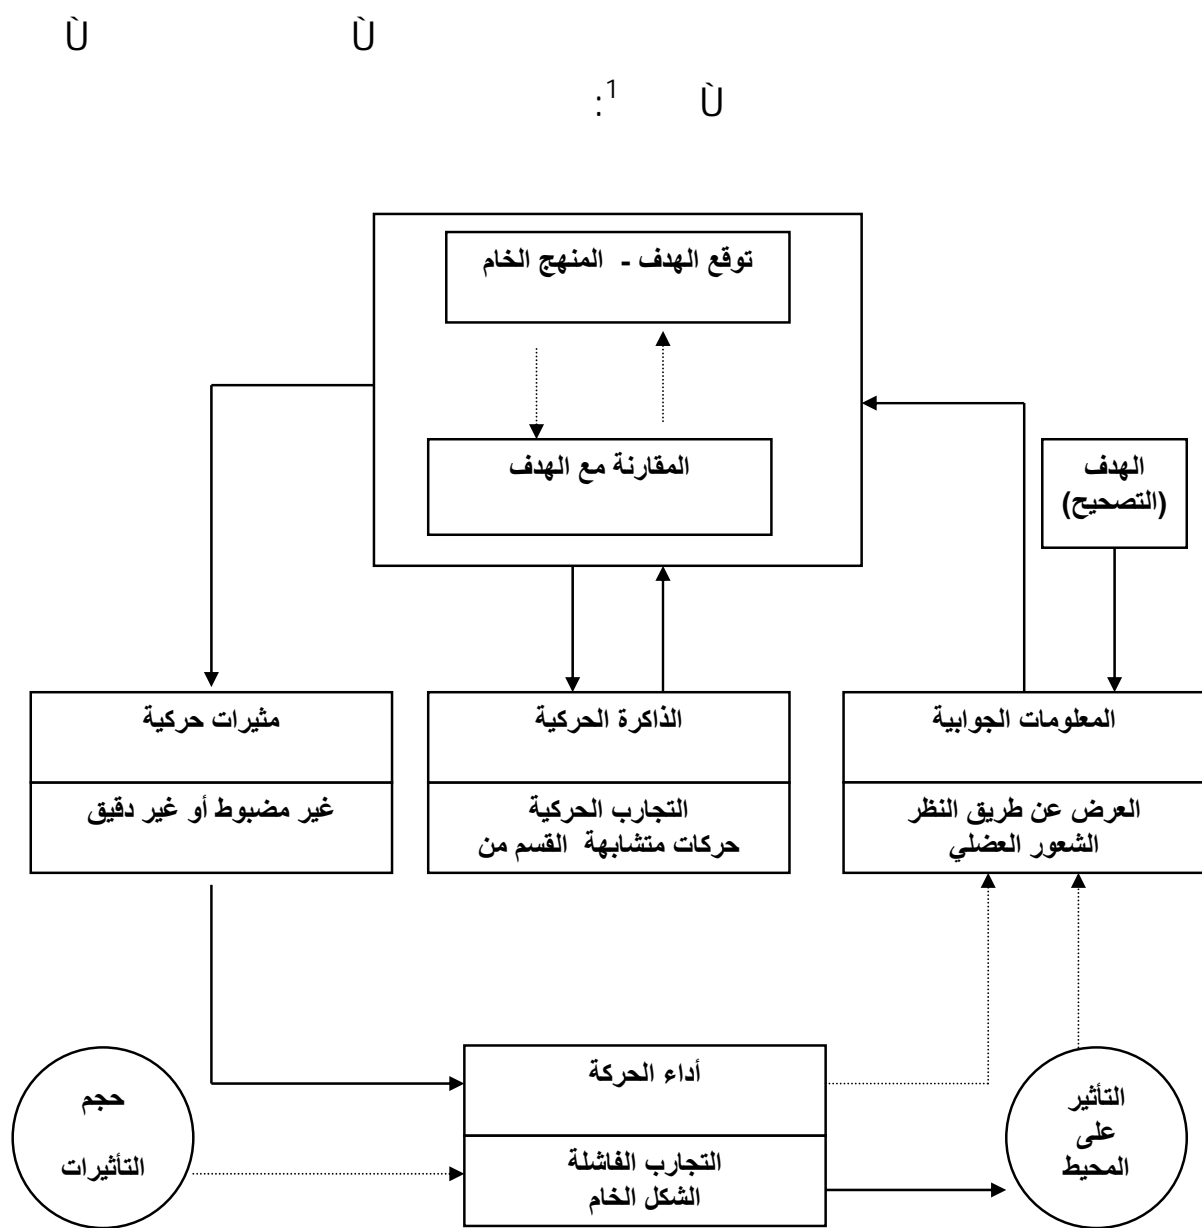 Ù Ù
Ù :1
توقع الهدف - المنهج الخام
المقارنة مع الهدف
الهدف
(التصحيح)
مثيرات حركية
غير مضبوط أو غير دقيق
الذاكرة الحركية
التجارب الحركية
حركات متشابهة القسم من
المعلومات الجوابية
العرض عن طريق النظر
الشعور العضلي
حجم
التأثيرات
أداء الحركة
التجارب الفاشلة
الشكل الخام
التأثير
على
المحيط